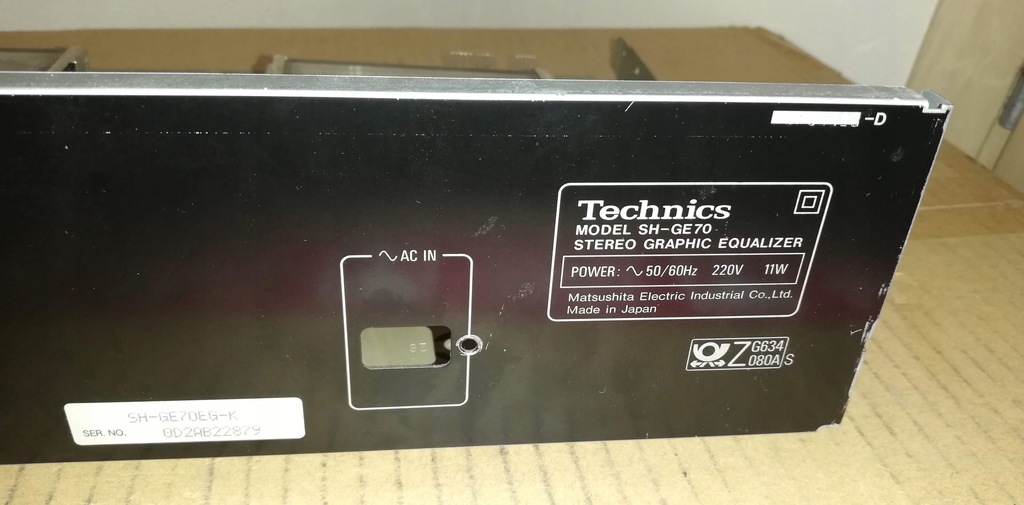 -D
Technics
MODEL SH-GE70
STEREO GRAPHIC EQUALIZER
POWER: ∿ 50/60Hz 220V 11W
Matsushita Electric Industrial Co.,Ltd.
Made in Japan
∿ AC IN
Z G634
080A S
SH-GE70EG-K
SER. NO. 0D2AB22879